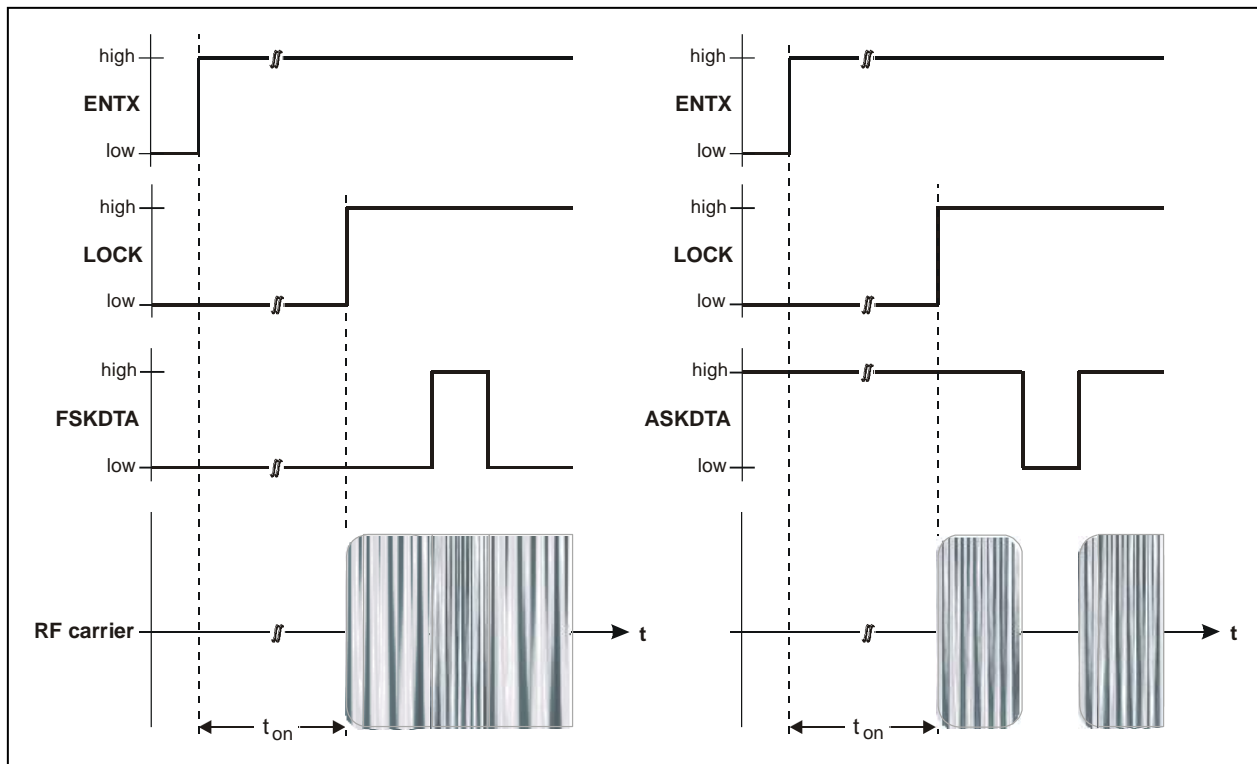 high
ENTX
low
high
LOCK
low
high
FSKDTA
low
RF carrier
t
t on
high
ENTX
low
high
LOCK
low
high
ASKDTA
low
t
t on